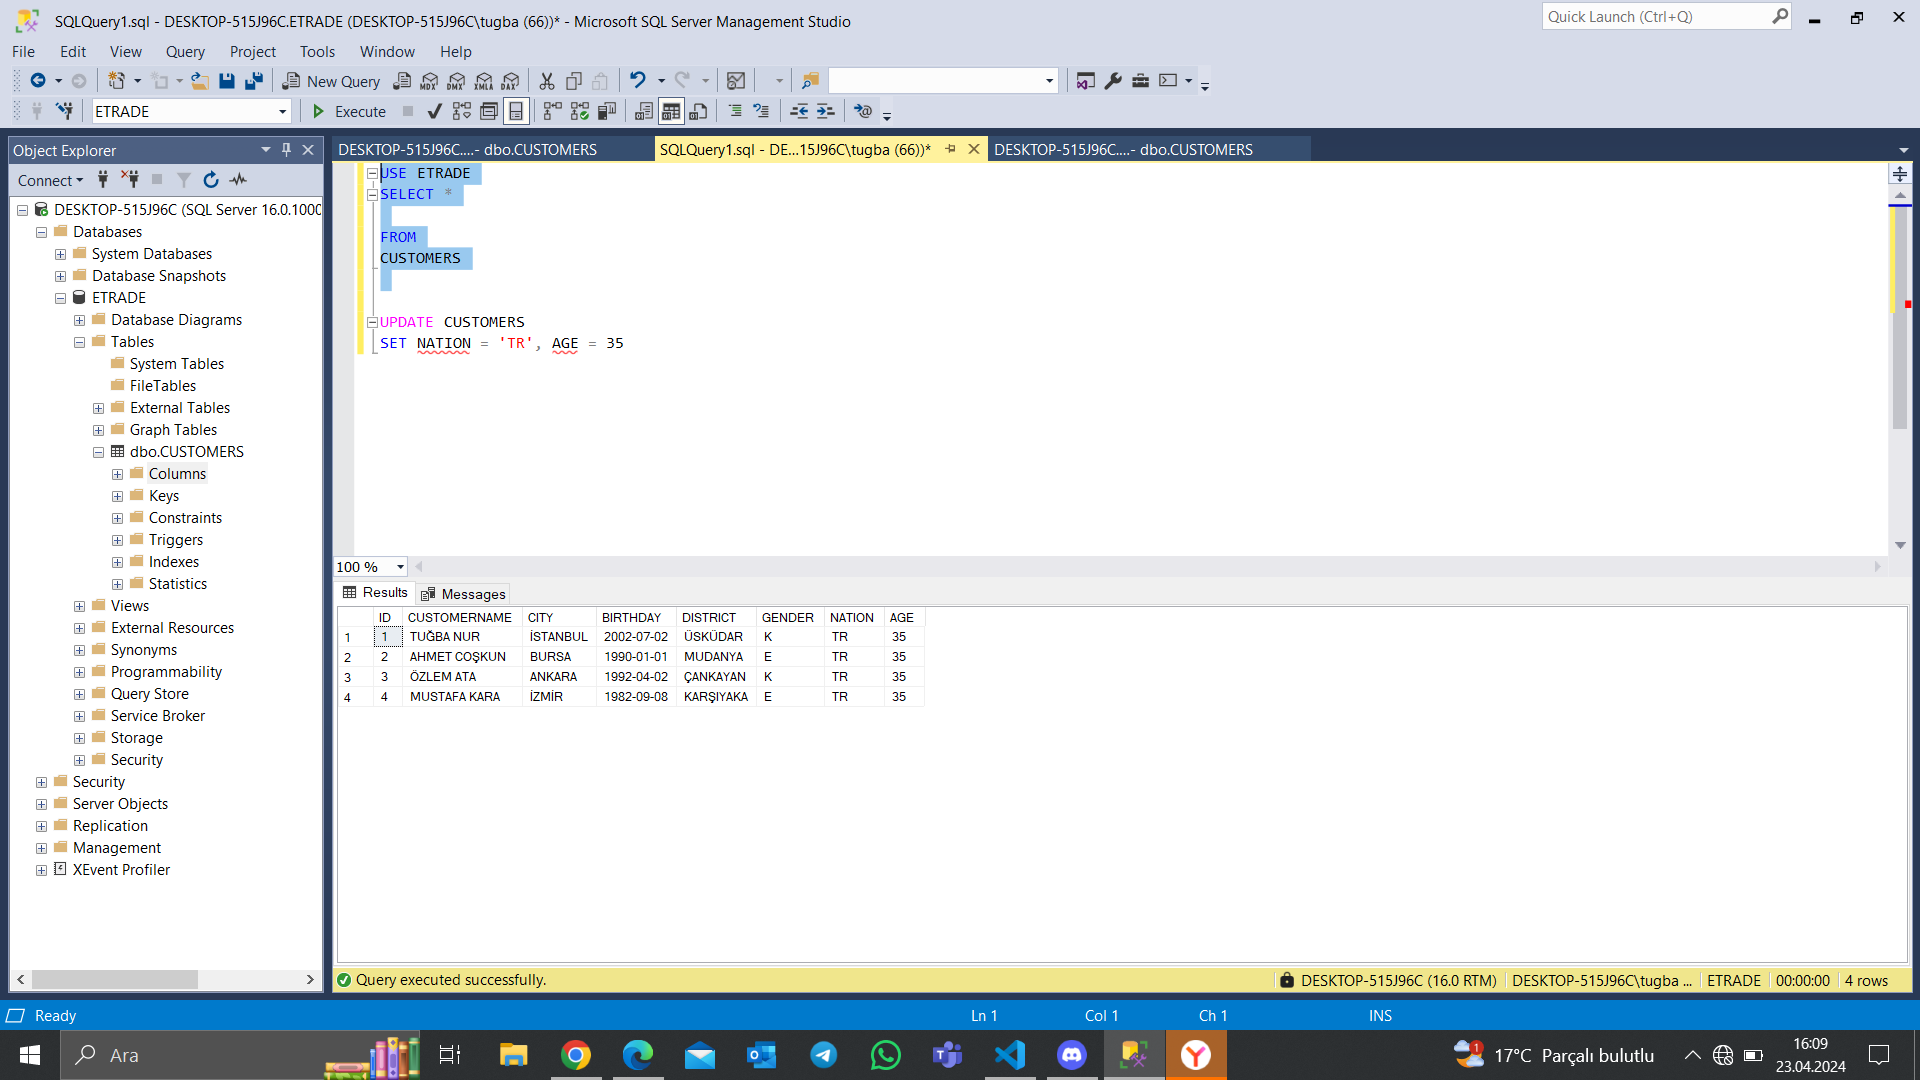 SQLQuery1.sql - DESKTOP-515J96C.ETRADE (DESKTOP-515J96C\tugba (66))* - Microsoft SQL Server Management Studio
Quick Launch (Ctrl+Q)
File Edit View Query Project Tools Window Help
New Query MDX DMX XMLA DAX
ETRADE Execute
Object Explorer
Connect
DESKTOP-515J96C (SQL Server 16.0.1000
Databases
System Databases
Database Snapshots
ETRADE
Database Diagrams
Tables
System Tables
FileTables
External Tables
Graph Tables
dbo.CUSTOMERS
Columns
Keys
Constraints
Triggers
Indexes
Statistics
Views
External Resources
Synonyms
Programmability
Query Store
Service Broker
Storage
Security
Security
Server Objects
Replication
Management
XEvent Profiler
DESKTOP-515J96C....- dbo.CUSTOMERS
SQLQuery1.sql - DE...15J96C\tugba (66))*
DESKTOP-515J96C....- dbo.CUSTOMERS
USE ETRADE
SELECT *
FROM
CUSTOMERS
UPDATE CUSTOMERS
SET NATION = 'TR', AGE = 35
100 %
Results Messages
ID CUSTOMERNAME CITY BIRTHDAY DISTRICT GENDER NATION AGE
1 1 TUĞBA NUR İSTANBUL 2002-07-02 ÜSKÜDAR K TR 35
2 2 AHMET COŞKUN BURSA 1990-01-01 MUDANYA E TR 35
3 3 ÖZLEM ATA ANKARA 1992-04-02 ÇANKAYAN K TR 35
4 4 MUSTAFA KARA İZMİR 1982-09-08 KARŞIYAKA E TR 35
Query executed successfully.
DESKTOP-515J96C (16.0 RTM) DESKTOP-515J96C\tugba ... ETRADE 00:00:00 4 rows
Ready Ln 1 Col 1 Ch 1 INS
Ara
1
17°C Parçalı bulutlu
16:09
23.04.2024